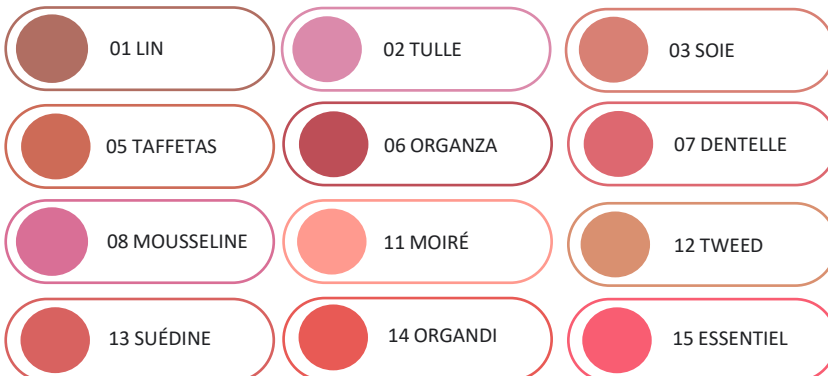 01 LIN
02 TULLE
03 SOIE
05 TAFFETAS
06 ORGANZA
07 DENTELLE
08 MOUSSELINE
11 MOIRÉ
12 TWEED
13 SUÉDINE
14 ORGANDI
15 ESSENTIEL